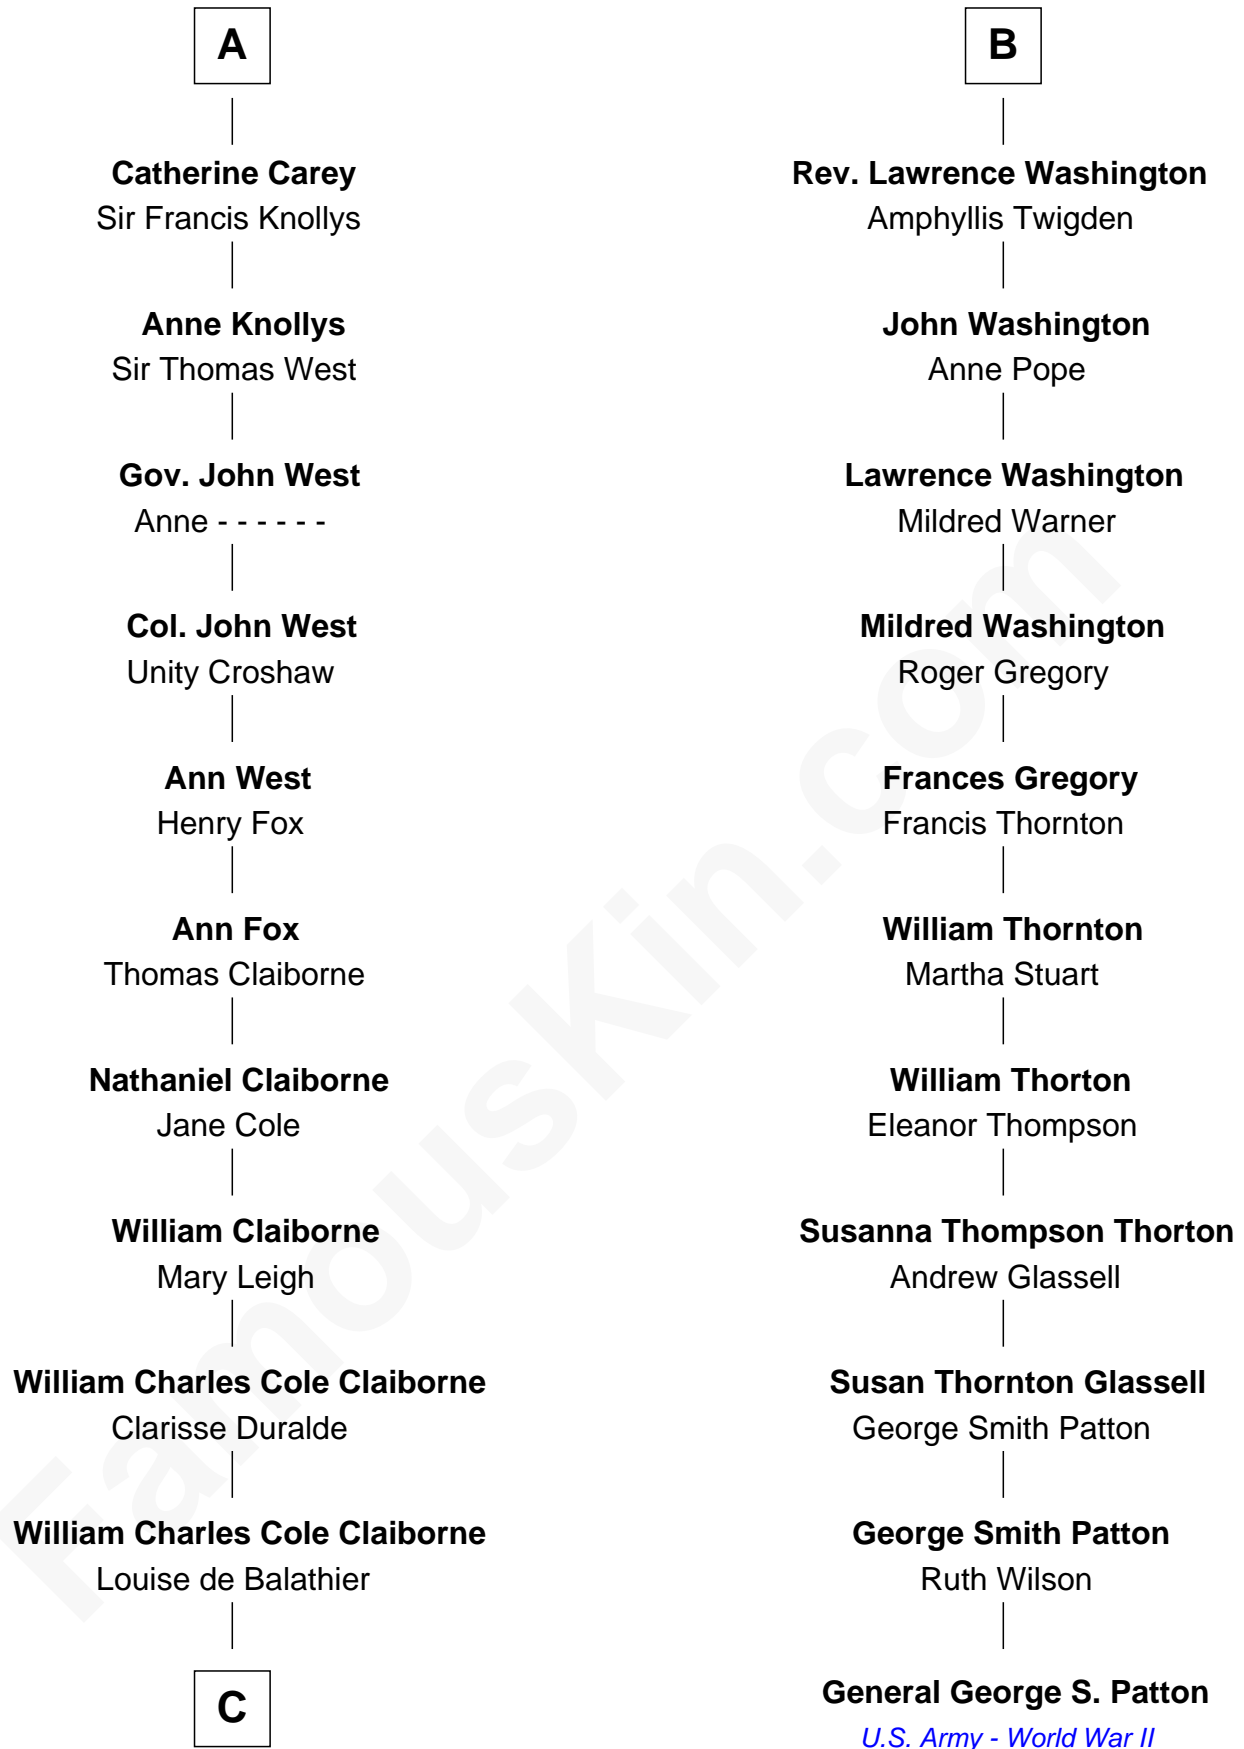 A
Catherine Carey
Sir Francis Knollys
Anne Knollys
Sir Thomas West
Gov. John West
Anne - - - - - -
Col. John West
Unity Croshaw
Ann West
Henry Fox
Ann Fox
Thomas Claiborne
Nathaniel Claiborne
Jane Cole
William Claiborne
Mary Leigh
William Charles Cole Claiborne
Clarisse Duralde
William Charles Cole Claiborne
Louise de Balathier
C
B
Rev. Lawrence Washington
Amphyllis Twigden
John Washington
Anne Pope
Lawrence Washington
Mildred Warner
Mildred Washington
Roger Gregory
Frances Gregory
Francis Thornton
William Thornton
Martha Stuart
William Thorton
Eleanor Thompson
Susanna Thompson Thorton
Andrew Glassell
Susan Thornton Glassell
George Smith Patton
George Smith Patton
Ruth Wilson
General George S. Patton
U.S. Army - World War II
FamousKin.com